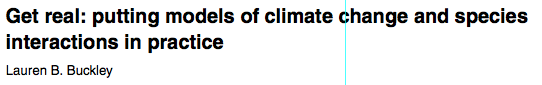 Get real: putting models of climate change and species
interactions in practice
Lauren B. Buckley